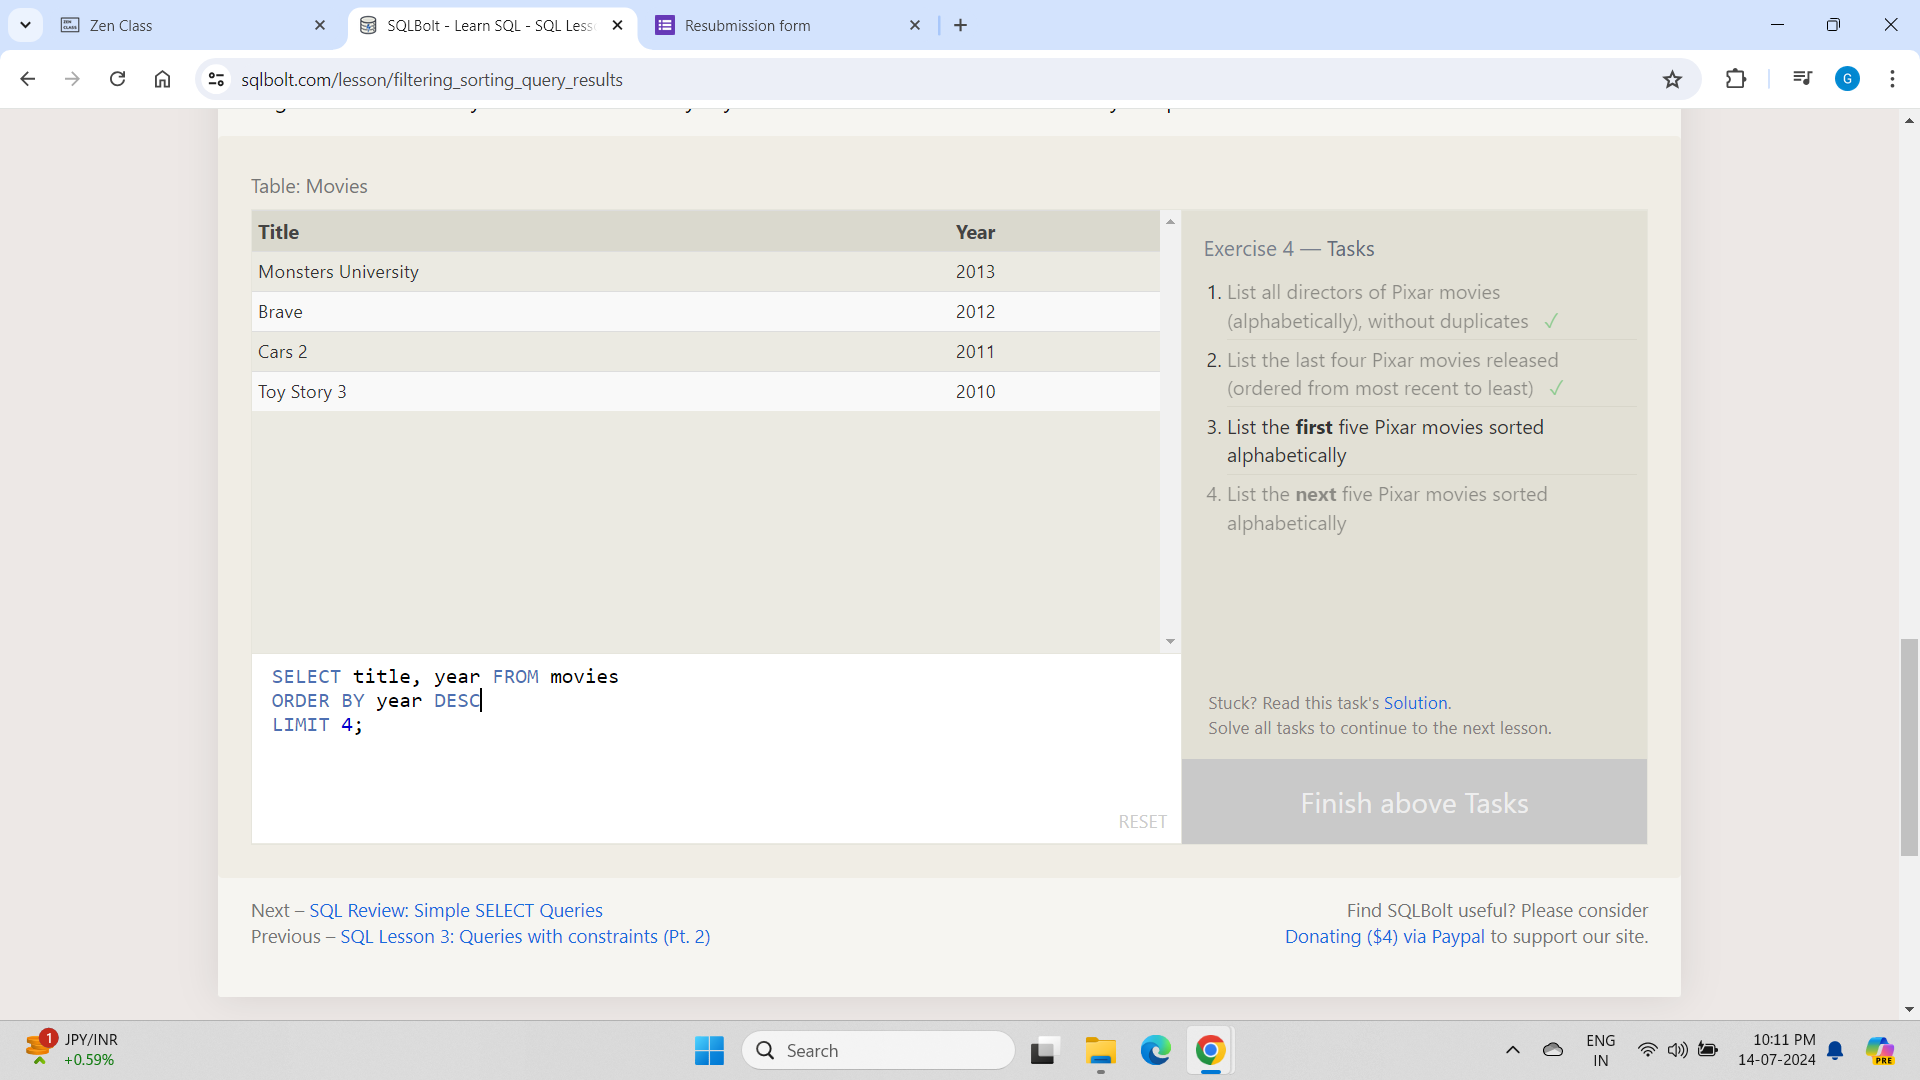 Zen Class
SQLBolt - Learn SQL - SQL Less
Resubmission form
sqlbolt.com/lesson/filtering_sorting_query_results
G
Table: Movies
Title Year
Monsters University 2013
Brave 2012
Cars 2 2011
Toy Story 3 2010
Exercise 4 — Tasks
1. List all directors of Pixar movies
(alphabetically), without duplicates ✓
2. List the last four Pixar movies released
(ordered from most recent to least) ✓
3. List the first five Pixar movies sorted
alphabetically
4. List the next five Pixar movies sorted
alphabetically
SELECT title, year FROM movies
ORDER BY year DESC
LIMIT 4;
RESET
Stuck? Read this task's Solution.
Solve all tasks to continue to the next lesson.
Finish above Tasks
Next – SQL Review: Simple SELECT Queries
Previous – SQL Lesson 3: Queries with constraints (Pt. 2)
Find SQLBolt useful? Please consider
Donating ($4) via Paypal to support our site.
1
JPY/INR
+0.59%
Search
ENG
IN
10:11 PM
14-07-2024
PRE